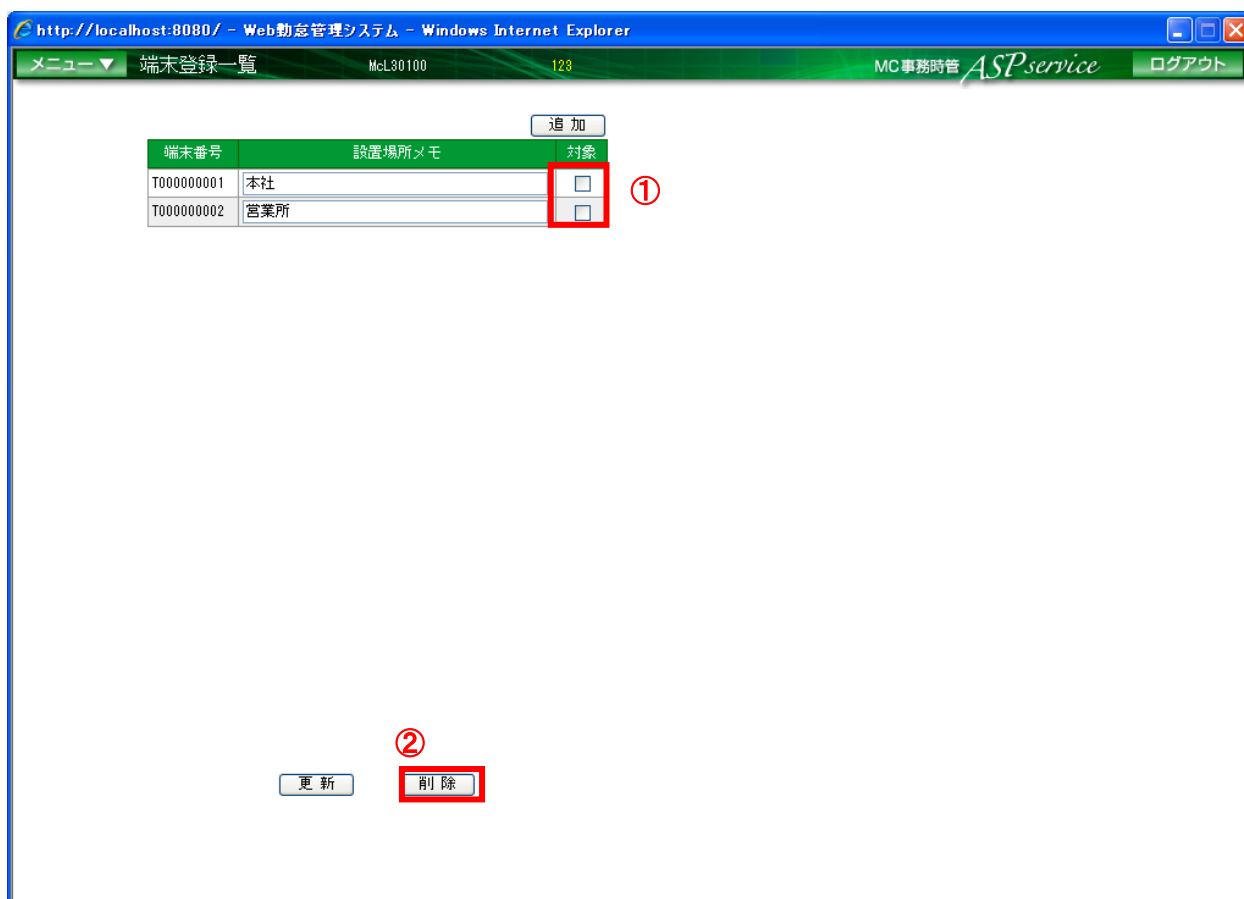 http://localhost:8080/ - Web勤怠管理システム - Windows Internet Explorer
メニュー▼ 端末登録一覧 McL30100 123 MC事務時管 ASPservice ログアウト
追 加
端末番号 設置場所メモ 対象
T000000001 本社
①
T000000002 営業所
②
更 新 削 除